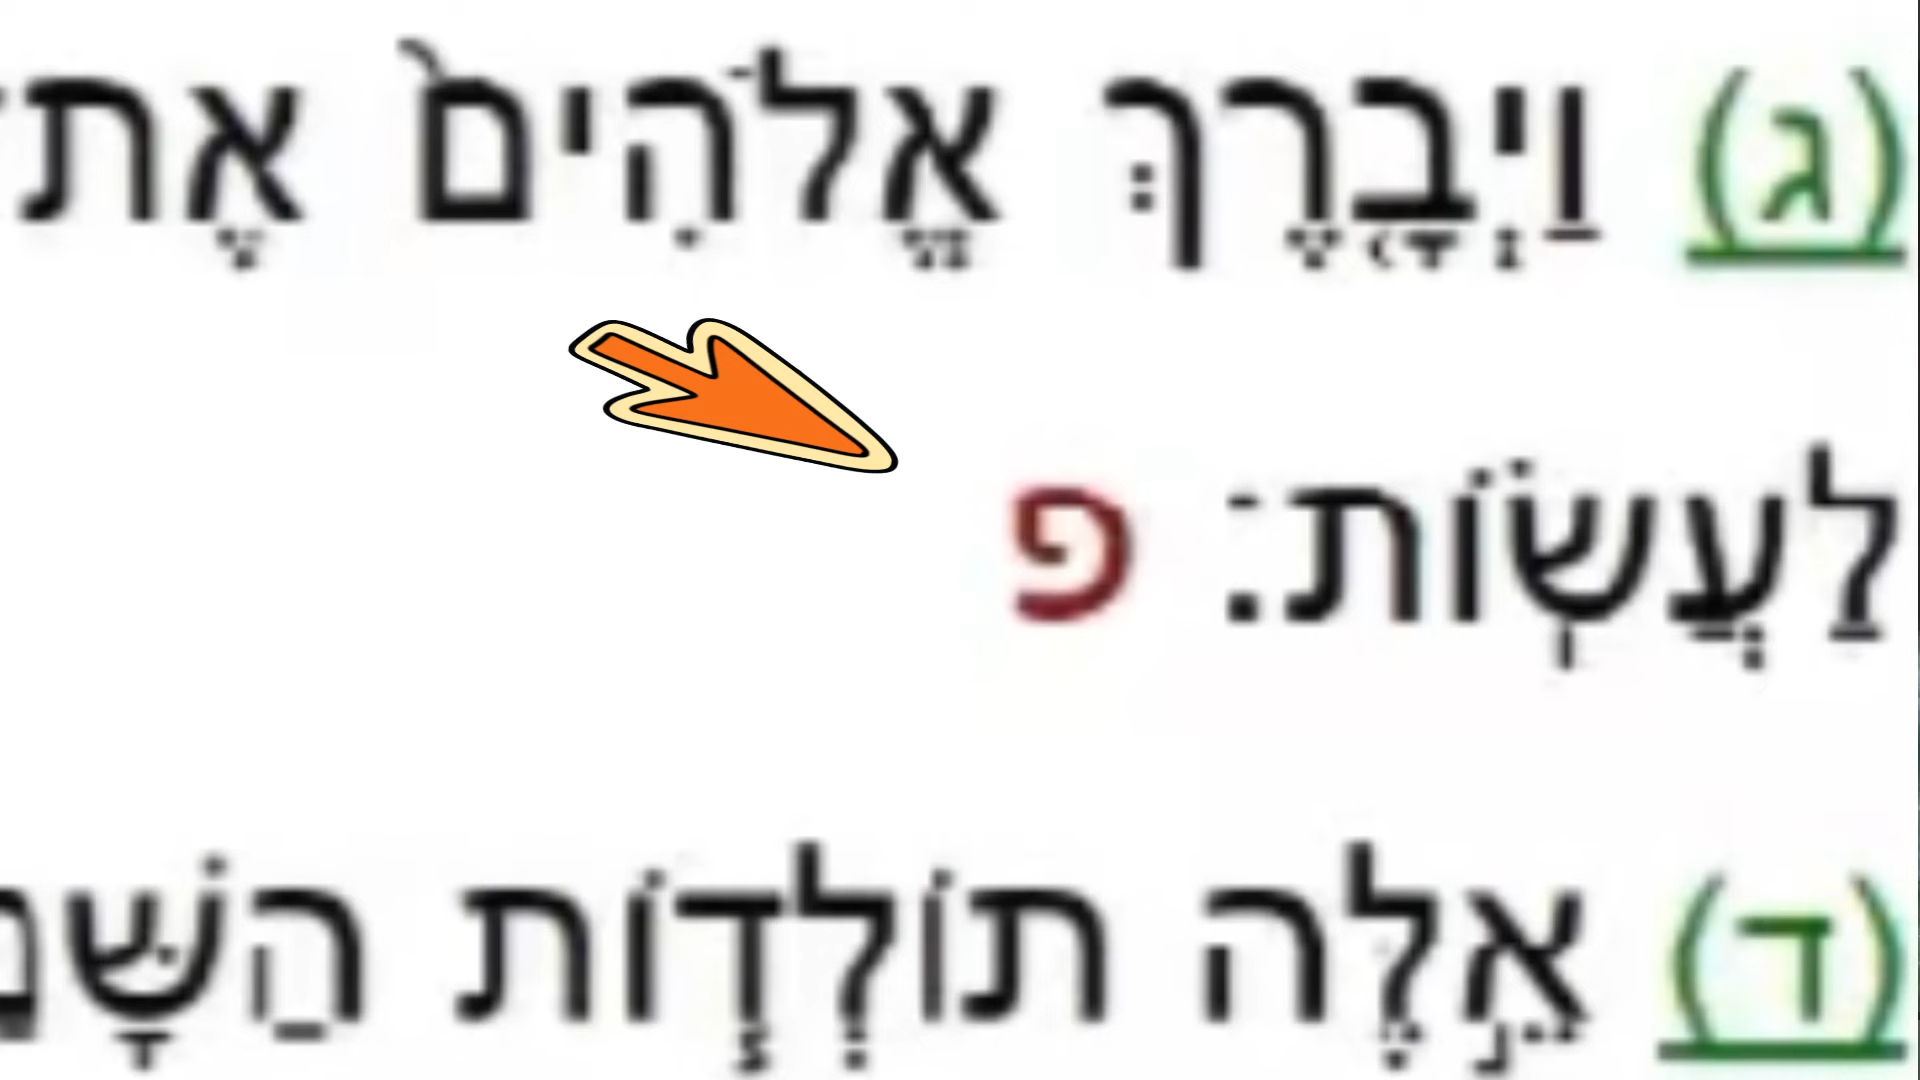 (ג) וַיְבָ֤רֶךְ אֱלֹהִים֙ אֶת־
לַעֲשֽׂוֹת׃ פ
(ד) אֵ֣לֶּה תוֹלְד֧וֹת